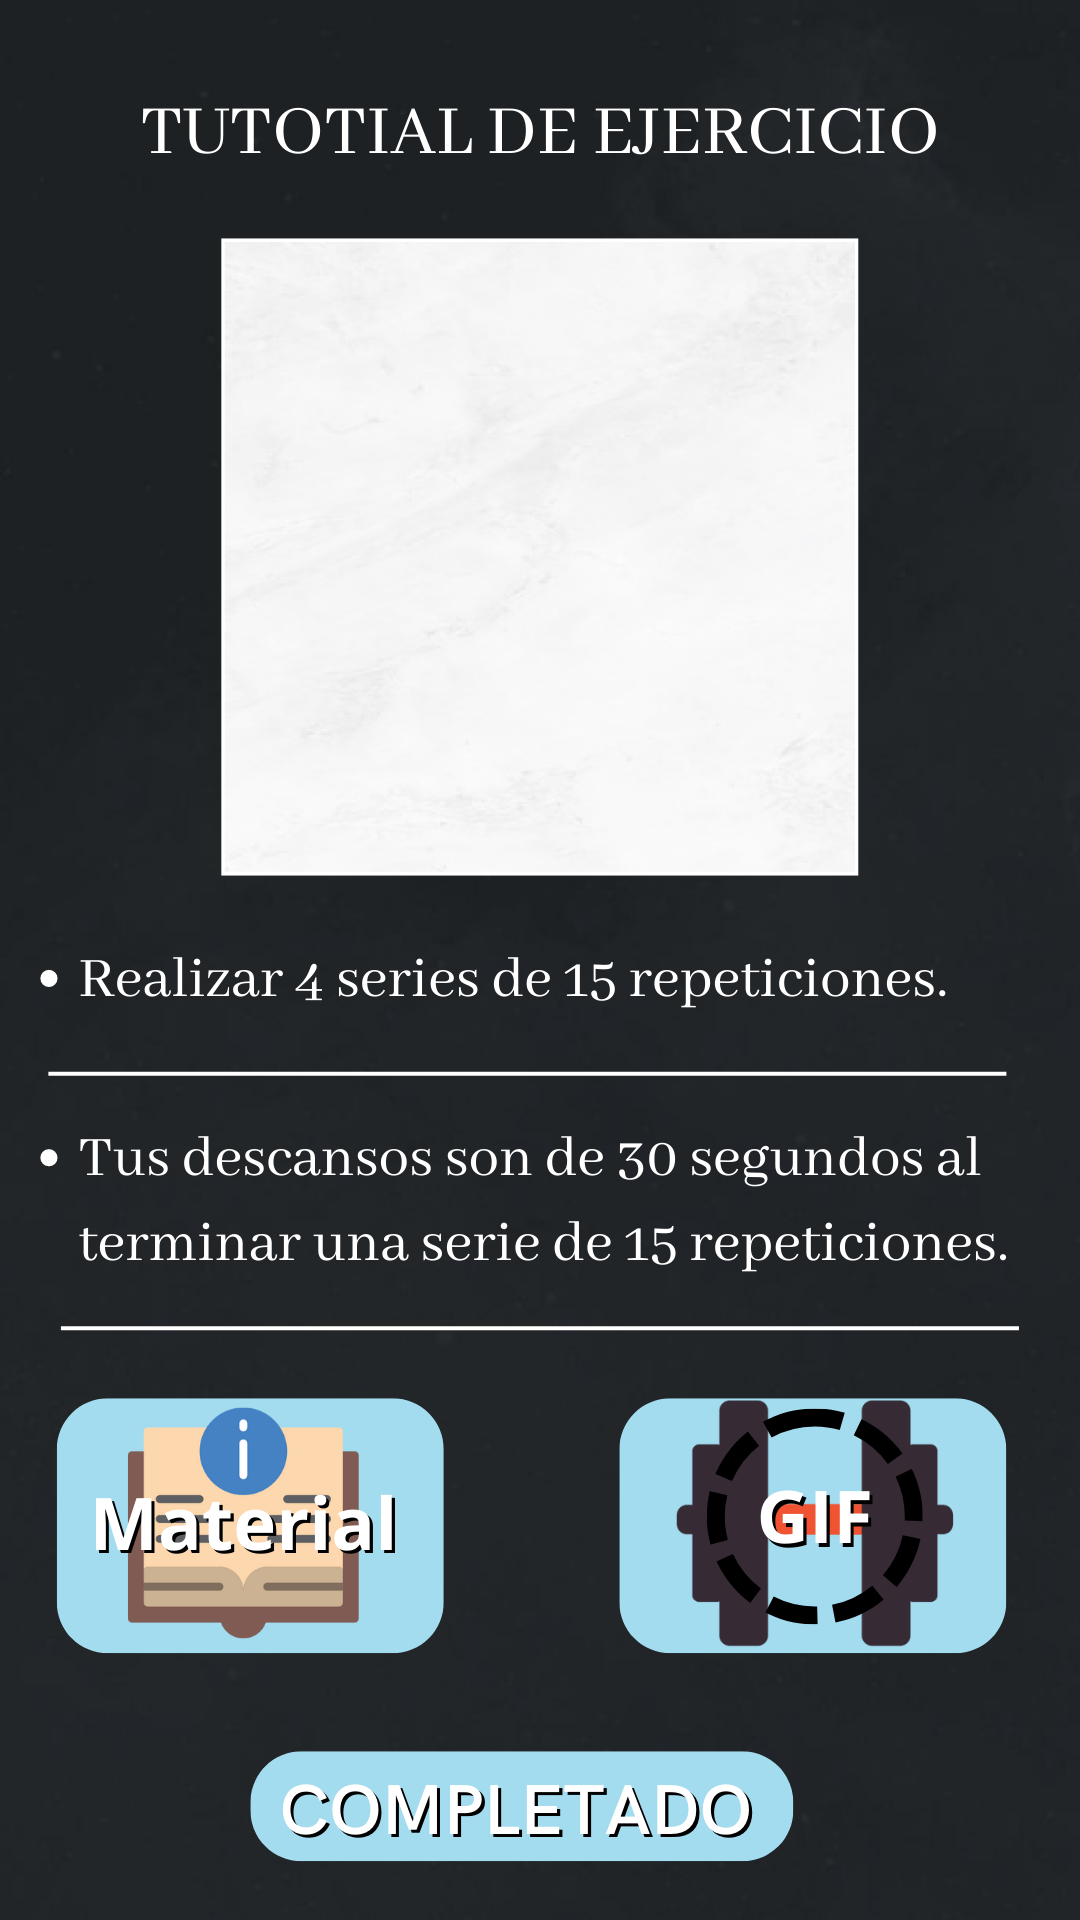 TUTOTIAL DE EJERCICIO
• Realizar 4 series de 15 repeticiones.
• Tus descansos son de 30 segundos al
terminar una serie de 15 repeticiones.
i
Material
GIF
COMPLETADO